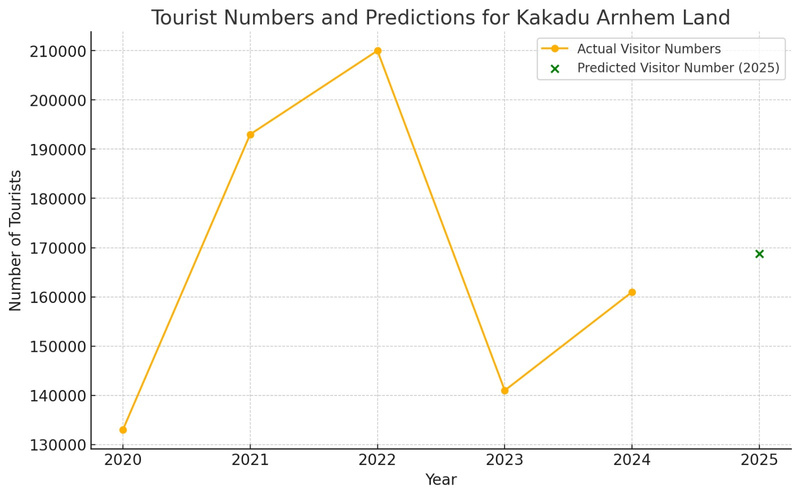 Tourist Numbers and Predictions for Kakadu Arnhem Land
Actual Visitor Numbers
Predicted Visitor Number (2025)
Number of Tourists
210000
200000
190000
180000
170000
160000
150000
140000
130000
2020 2021 2022 2023 2024 2025
Year